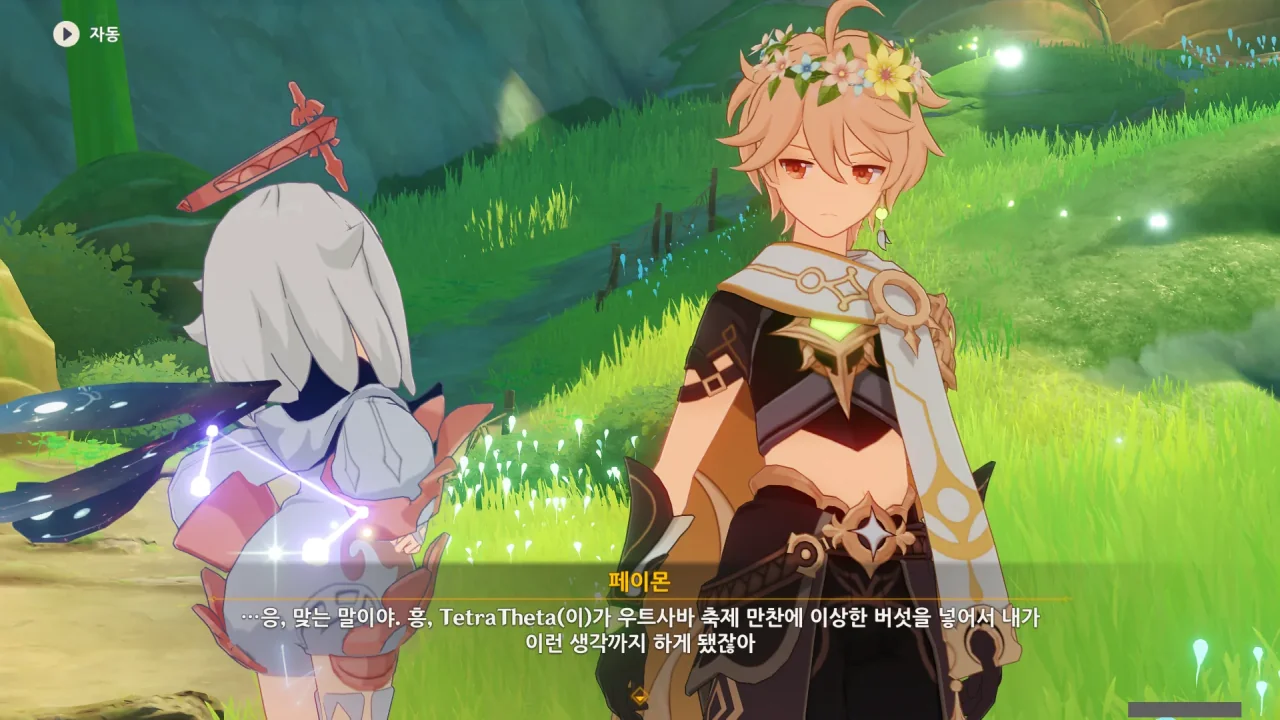 자동
페이몬
…응, 맞는 말이야. 흥, TetraTheta(이)가 우트사바 축제 만찬에 이상한 버섯을 넣어서 내가
이런 생각까지 하게 됐잖아